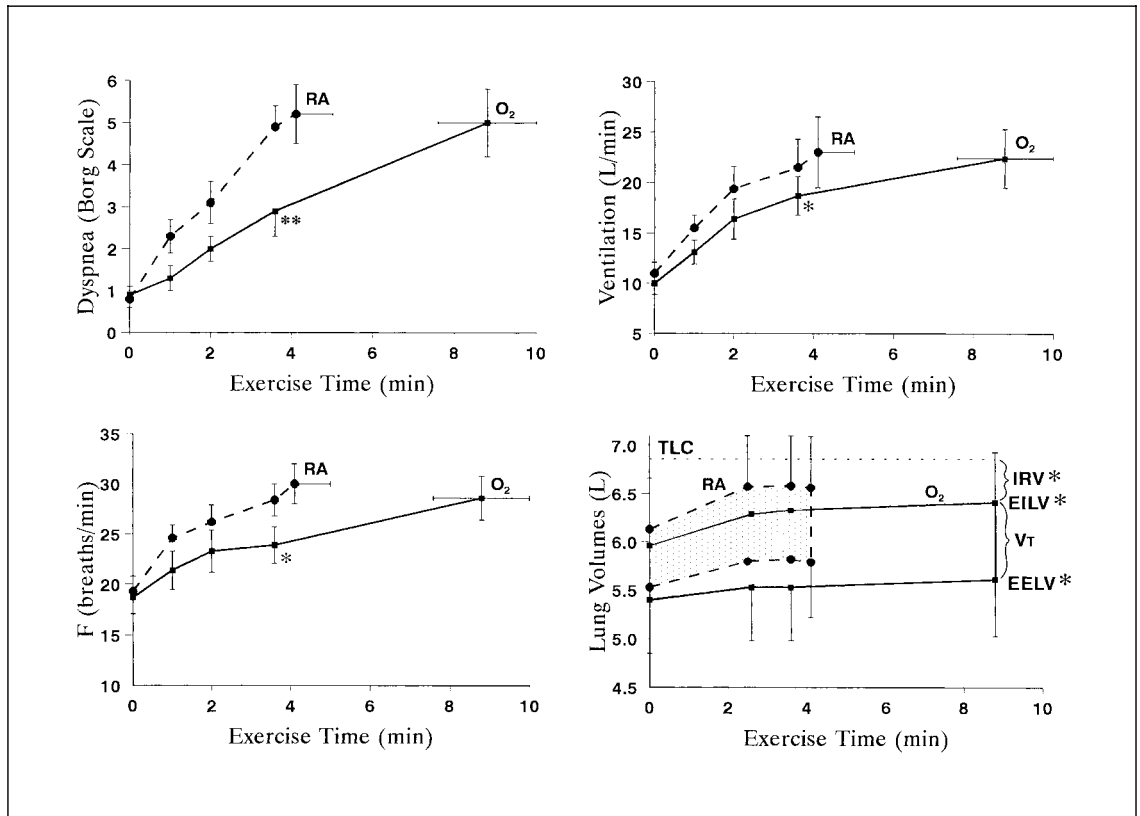 Dyspnea (Borg Scale)
6
5
4
3
2
1
0
RA
O₂
**
0 2 4 6 8 10
Exercise Time (min)
Ventilation (L/min)
30
25
20
15
10
5
RA
O₂
*
0 2 4 6 8 10
Exercise Time (min)
F (breaths/min)
35
30
25
20
15
10
RA
O₂
*
0 2 4 6 8 10
Exercise Time (min)
Lung Volumes (L)
7.0
6.5
6.0
5.5
5.0
4.5
TLC
RA
O₂
IRV*
EILV*
VT
EELV*
0 2 4 6 8 10
Exercise Time (min)